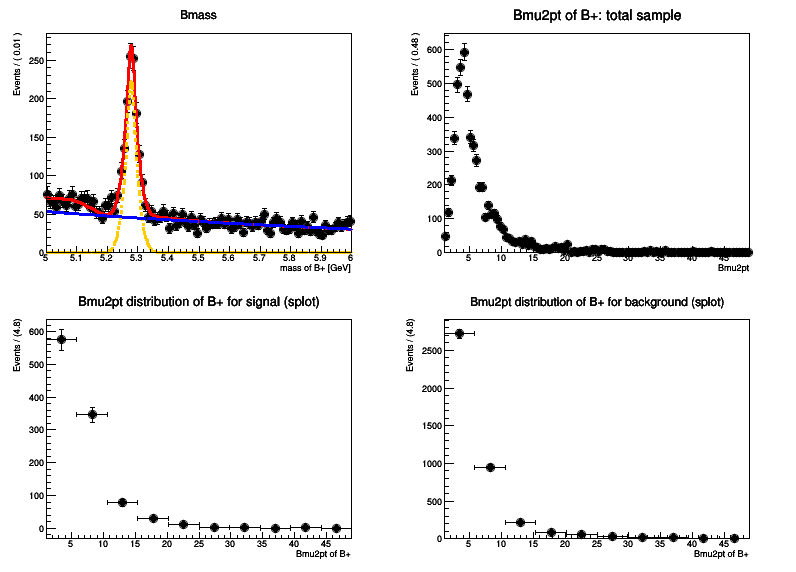 Bmass
Events / ( 0.01 )
250
200
150
100
50
0
5 5.1 5.2 5.3 5.4 5.5 5.6 5.7 5.8 5.9 6
mass of B+ [GeV]
Bmu2pt of B+: total sample
Events / ( 0.48 )
600
500
400
300
200
100
0
5 10 15 20 25 30 35 40 45
Bmu2pt
Bmu2pt distribution of B+ for signal (splot)
Events / (4.8)
600
500
400
300
200
100
0
5 10 15 20 25 30 35 40 45
Bmu2pt of B+
Bmu2pt distribution of B+ for background (splot)
Events / (4.8)
2500
2000
1500
1000
500
0
5 10 15 20 25 30 35 40 45
Bmu2pt of B+